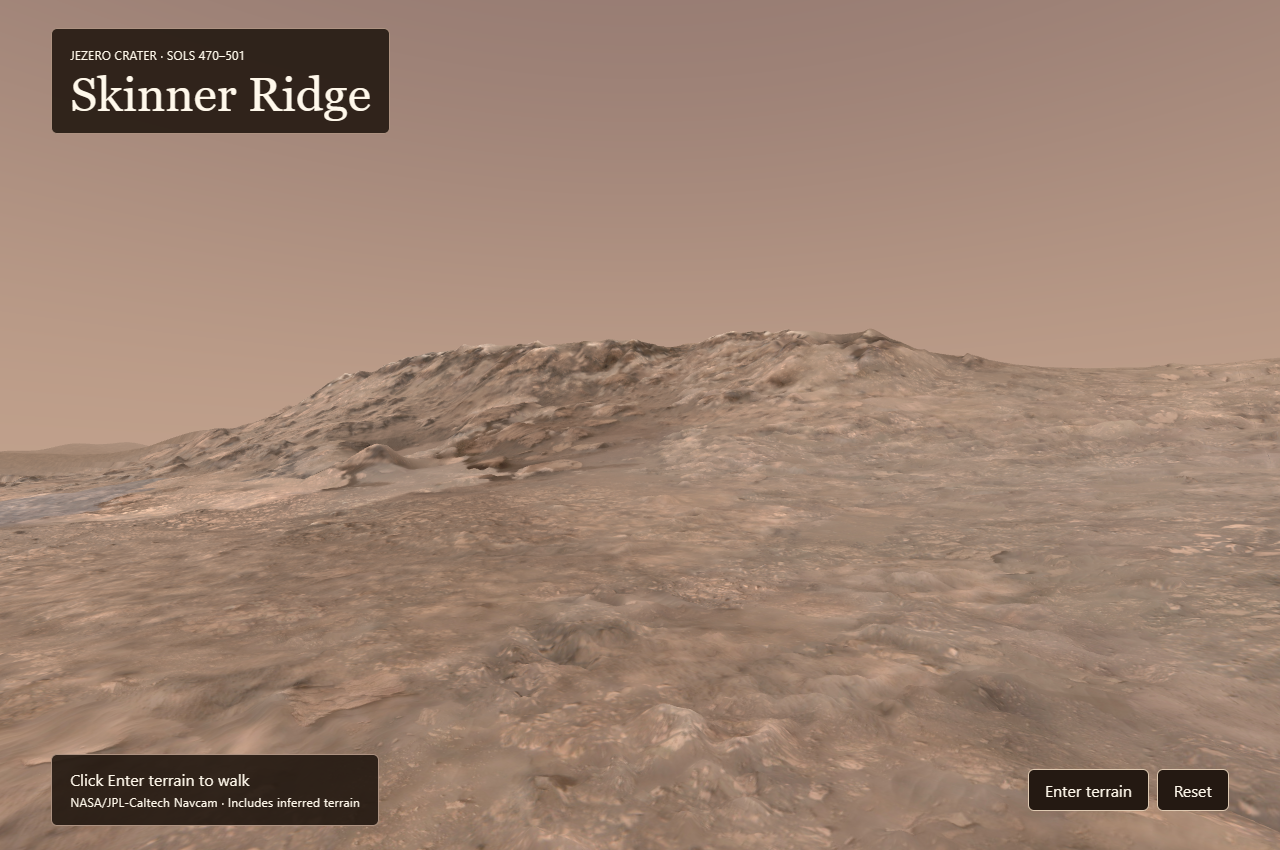 JEZERO CRATER · SOLS 470–501
Skinner Ridge
Click Enter terrain to walk
NASA/JPL-Caltech Navcam · Includes inferred terrain
Enter terrain
Reset